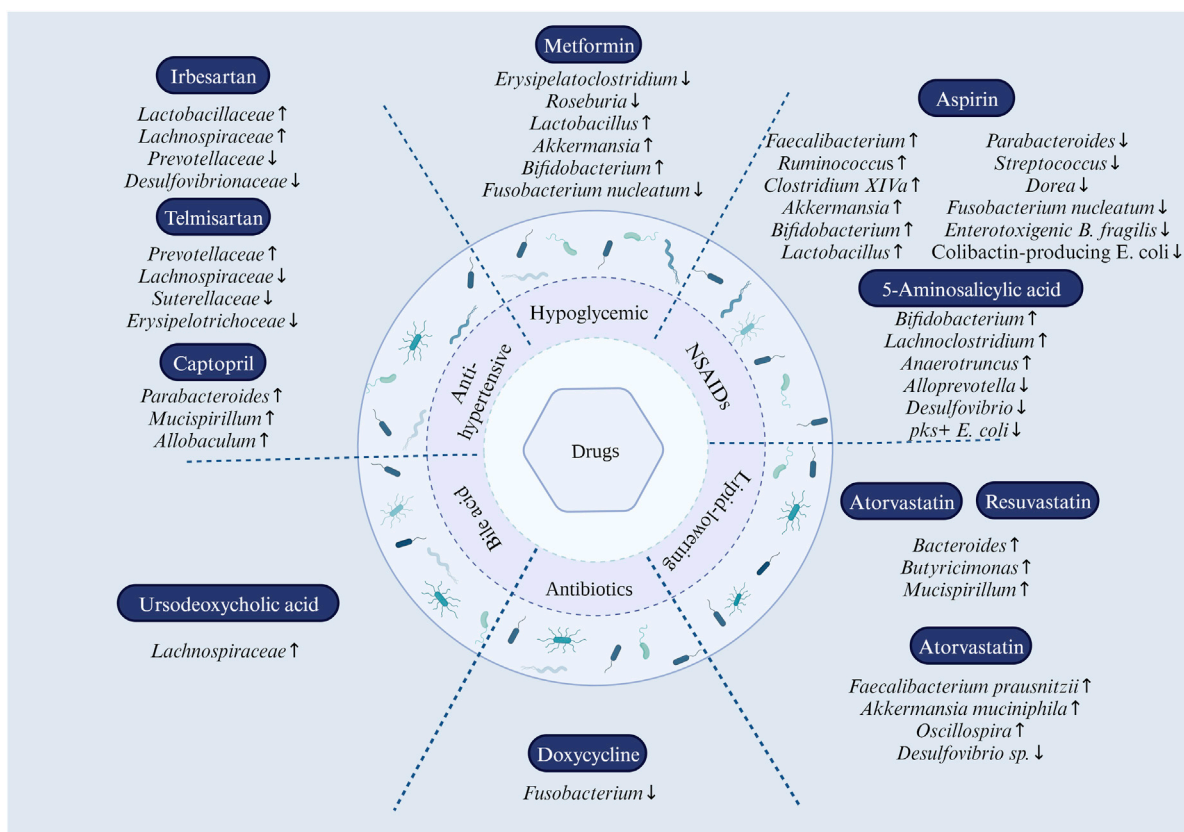 Metformin
Erysipelatoclostridium↓
Roseburia↓
Lactobacillus↑
Akkermansia↑
Bifidobacterium↑
Fusobacterium nucleatum↓
Irbesartan
Lactobacillaceae↑
Lachnospiraceae↑
Prevotellaceae↓
Desulfovibrionaceae↓
Telmisartan
Prevotellaceae↑
Lachnospiraceae↓
Suterellaceae↓
Erysipelotrichoceae↓
Captopril
Parabacteroides↑
Mucispirillum↑
Allobaculum↑
Aspirin
Faecalibacterium↑
Ruminococcus↑
Clostridium XIVa↑
Akkermansia↑
Bifidobacterium↑
Lactobacillus↑
Parabacteroides↓
Streptococcus↓
Dorea↓
Fusobacterium nucleatum↓
Enterotoxigenic B. fragilis↓
Colibactin-producing E. coli↓
5-Aminosalicylic acid
Bifidobacterium↑
Lachnoclostridium↑
Anaerotruncus↑
Alloprevotella↓
Desulfovibrio↓
pks+ E. coli↓
Hypoglycemic
Anti-
hypertensive
NSAIDs
Drugs
Bile acid
Lipid-lowering
Antibiotics
Atorvastatin
Resuvastatin
Bacteroides↑
Butyricimonas↑
Mucispirillum↑
Atorvastatin
Faecalibacterium prausnitzii↑
Akkermansia muciniphila↑
Oscillospira↑
Desulfovibrio sp.↓
Ursodeoxycholic acid
Lachnospiraceae↑
Doxycycline
Fusobacterium↓